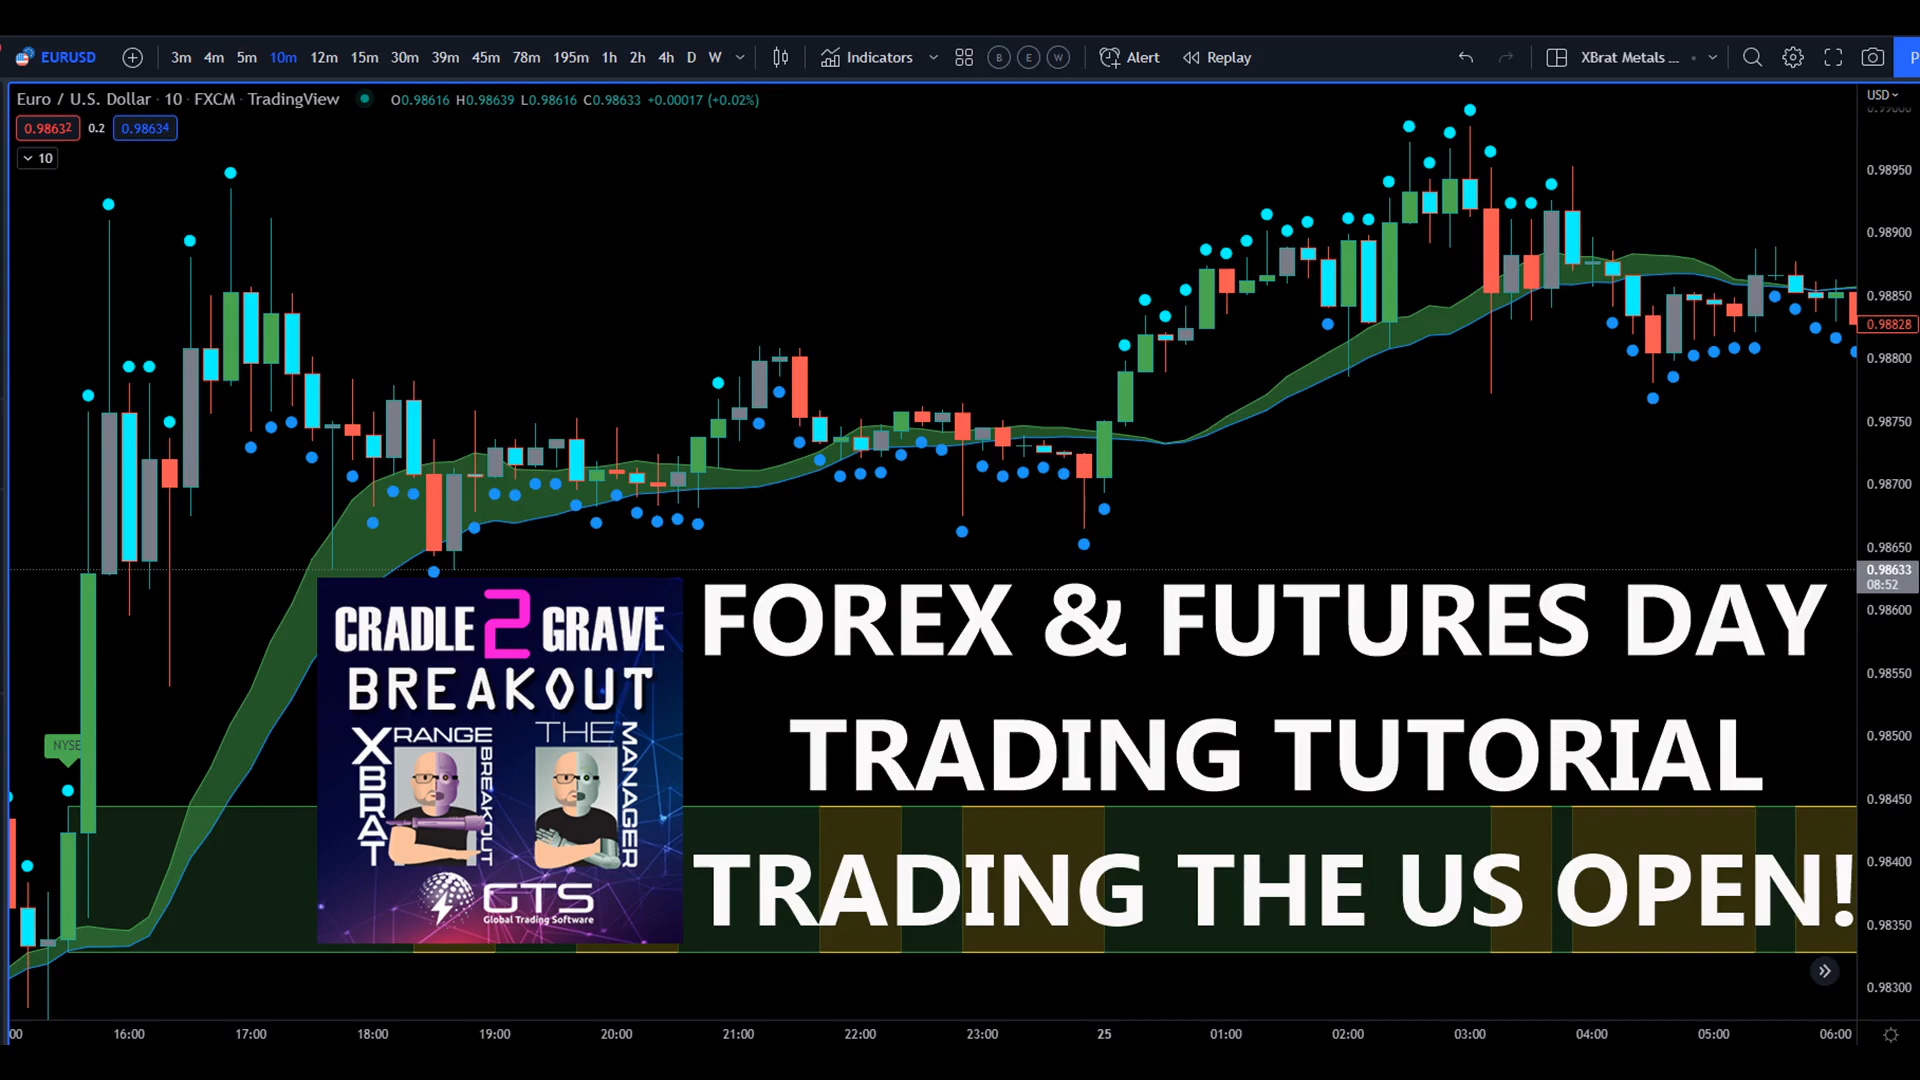 EURUSD 3m 4m 5m 10m 12m 15m 30m 39m 45m 78m 195m 1h 2h 4h D W Indicators B E W Alert Replay XBrat Metals ... P
Euro / U.S. Dollar · 10 · FXCM · TradingView O0.98616 H0.98639 L0.98616 C0.98633 +0.00017 (+0.02%)
USD
0.98632 0.2 0.98634
10
0.98950
0.98900
0.98850
0.98828
0.98800
0.98750
0.98700
0.98650
0.98633
08:52
0.98600
0.98550
0.98500
0.98450
0.98400
0.98350
0.98300
NYSE
CRADLE 2 GRAVE
BREAKOUT
XBRAT
RANGE
BREAKOUT
THE
MANAGER
GTS
Global Trading Software
FOREX & FUTURES DAY
TRADING TUTORIAL
TRADING THE US OPEN!
:00 16:00 17:00 18:00 19:00 20:00 21:00 22:00 23:00 25 01:00 02:00 03:00 04:00 05:00 06:00